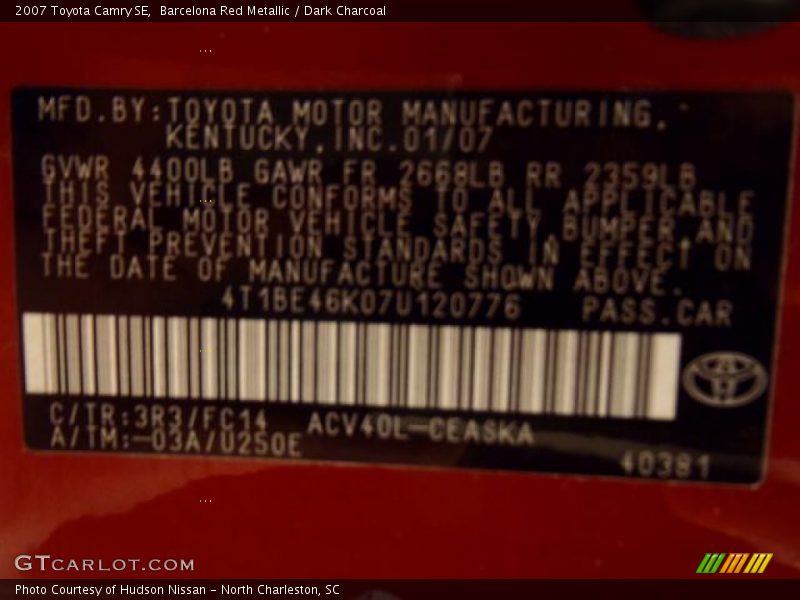 2007 Toyota Camry SE, Barcelona Red Metallic / Dark Charcoal
MFD.BY:TOYOTA MOTOR MANUFACTURING,
KENTUCKY,INC.01/07
GVWR 4400LB GAWR FR 2668LB RR 2359LB
THIS VEHICLE CONFORMS TO ALL APPLICABLE
FEDERAL MOTOR VEHICLE SAFETY,BUMPER AND
THEFT PREVENTION STANDARDS IN EFFECT ON
THE DATE OF MANUFACTURE SHOWN ABOVE.
4T1BE46K07U120776 PASS.CAR
C/TR:3R3/FC14 ACV40L-CEASKA
A/TM:-03A/U250E
40381
GTCARLOT.COM
Photo Courtesy of Hudson Nissan - North Charleston, SC